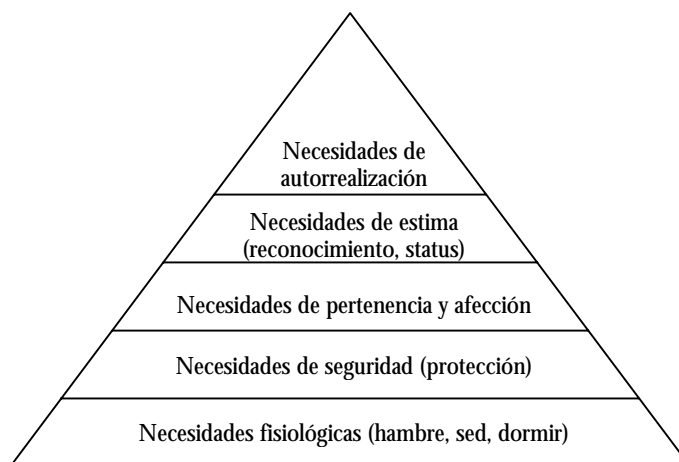 Necesidades de
autorrealización
Necesidades de estima
(reconocimiento, status)
Necesidades de pertenencia y afección
Necesidades de seguridad (protección)
Necesidades fisiológicas (hambre, sed, dormir)